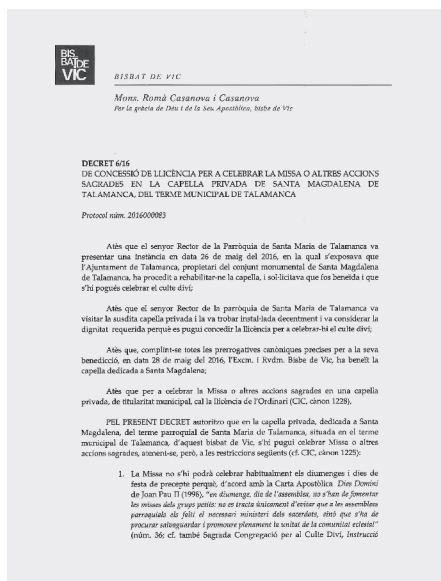 BIS
BATDE
VIC
BISBAT DE VIC
Mons. Romà Casanova i Casanova
Per la gràcia de Déu i de la Seu Apostòlica, bisbe de Vic
DECRET 6/16
DE CONCESSIÓ DE LLICÈNCIA PER A CELEBRAR LA MISSA O ALTRES ACCIONS
SAGRADES EN LA CAPELLA PRIVADA DE SANTA MAGDALENA DE
TALAMANCA, DEL TERME MUNICIPAL DE TALAMANCA
Protocol núm. 2016000083
Atès que el senyor Rector de la Parròquia de Santa Maria de Talamanca va
presentar una instància en data 26 de maig del 2016, en la qual s'exposava que
l'Ajuntament de Talamanca, propietari del conjunt monumental de Santa Magdalena
de Talamanca, ha procedit a rehabilitar-ne la capella, i sol·licitava que fos beneïda i que
s'hi pogués celebrar el culte diví;
Atès que el senyor Rector de la parròquia de Santa Maria de Talamanca va
visitar la susdita capella privada i la va trobar instal·lada decentment i va considerar la
dignitat requerida perquè es pugui concedir la llicència per a celebrar-hi el culte diví;
Atès que, complint-se totes les prerrogatives canòniques precises per a la seva
benedicció, en data 28 de maig del 2016, l'Excm. i Rvdm. Bisbe de Vic, ha beneït la
capella dedicada a Santa Magdalena;
Atès que per a celebrar la Missa o altres accions sagrades en una capella
privada, de titularitat municipal, cal la llicència de l'Ordinari (CIC, cànon 1228),
PEL PRESENT DECRET autoritzo que en la capella privada, dedicada a Santa
Magdalena, del terme parroquial de Santa Maria de Talamanca, situada en el terme
municipal de Talamanca, d'aquest bisbat de Vic, s'hi pugui celebrar Missa o altres
accions sagrades, atenent-se, però, a les restriccions següents (cf. CIC, cànon 1225):
1. La Missa no s'hi podrà celebrar habitualment els diumenges i dies de
festa de precepte perquè, d'acord amb la Carta Apostòlica Dies Domini
de Joan Pau II (1998), "en diumenge, dia de l'assemblea, no s'han de fomentar
les misses dels grups petits: no es tracta únicament d'evitar que a les assemblees
parroquials els falti el necessari ministeri dels sacerdots, sinó que s'ha de
procurar salvaguardar i promoure plenament la unitat de la comunitat eclesial"
(núm. 36; cf. també Sagrada Congregació per al Culte Diví, Instrucció